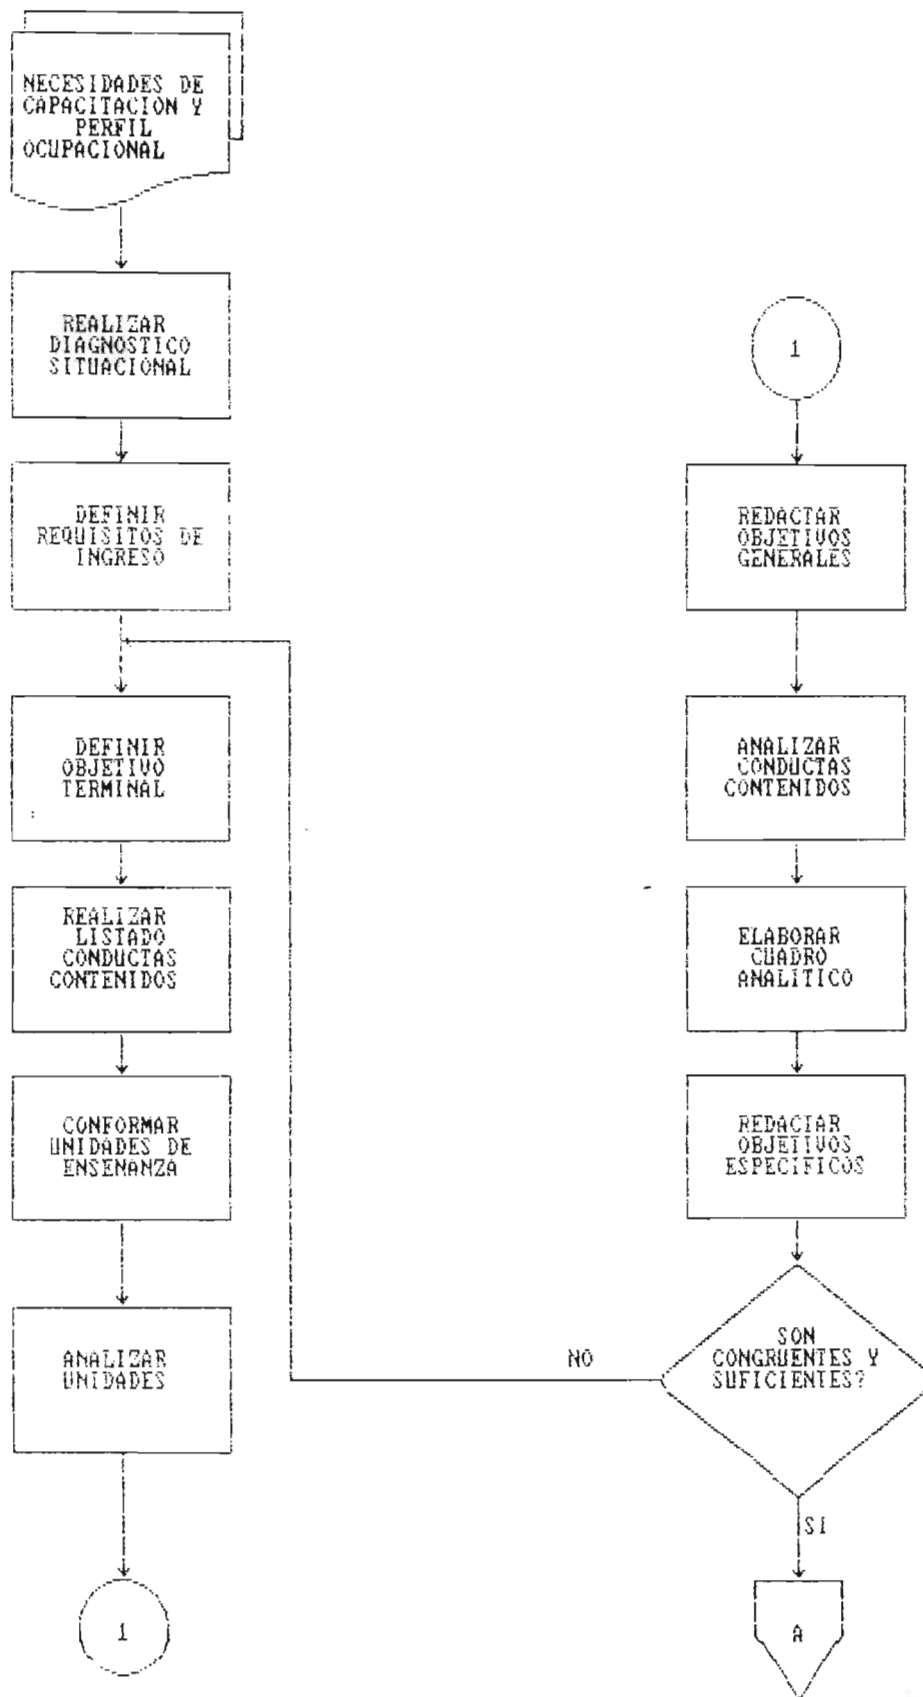 NECESIDADES DE
CAPACITACION Y
PERFIL
OCUPACIONAL
REALIZAR
DIAGNOSTICO
SITUACIONAL
DEFINIR
REQUISITOS DE
INGRESO
DEFINIR
OBJETIVO
TERMINAL
REALIZAR
LISTADO
CONDUCTAS
CONTENIDOS
CONFORMAR
UNIDADES DE
ENSENANZA
ANALIZAR
UNIDADES
1
1
REDACTAR
OBJETIVOS
GENERALES
ANALIZAR
CONDUCTAS
CONTENIDOS
ELABORAR
CUADRO
ANALITICO
REDACTAR
OBJETIVOS
ESPECIFICOS
SON
CONGRUENTES Y
SUFICIENTES?
NO
SI
A